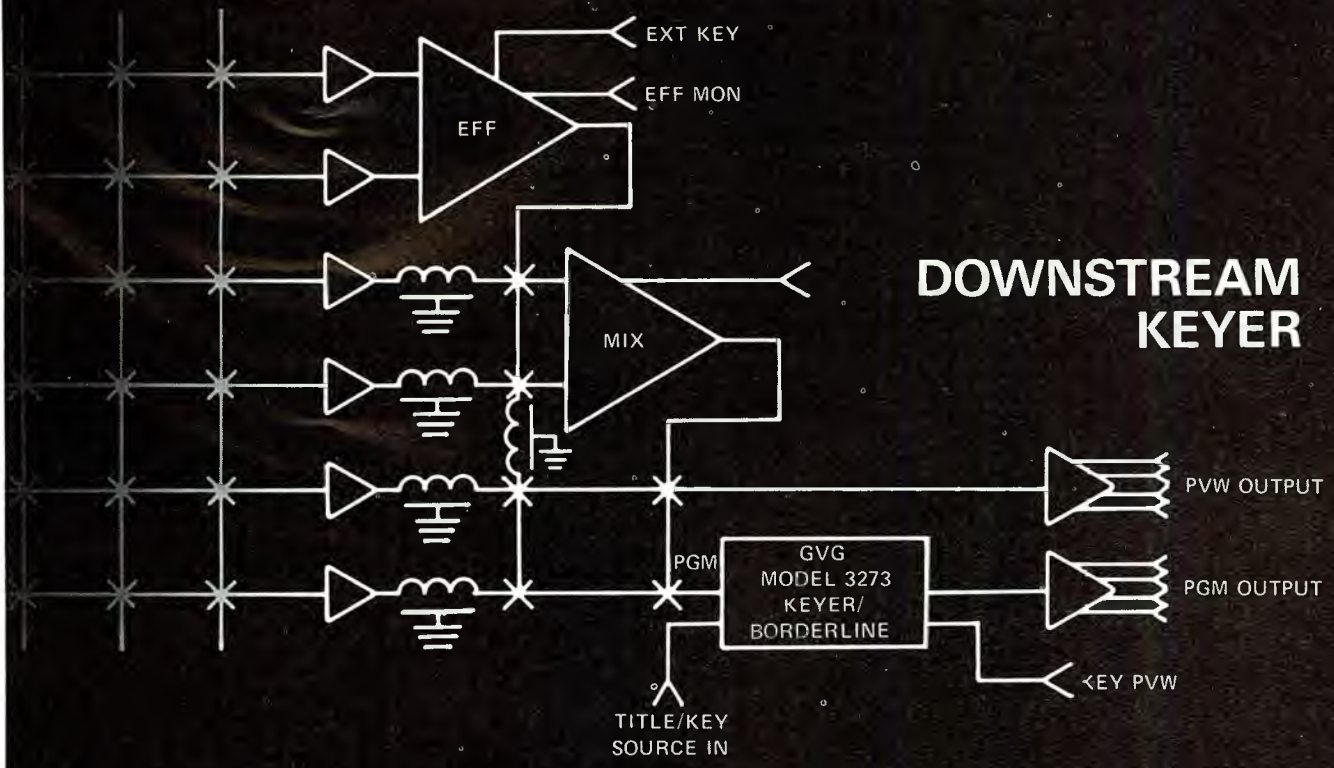 EXT KEY
EFF MON
EFF
DOWNSTREAM
KEYER
MIX
PVW OUTPUT
PGM
GVG
MODEL 3273
KEYER/
BORDERLINE
PGM OUTPUT
KEY PVW
TITLE/KEY
SOURCE IN